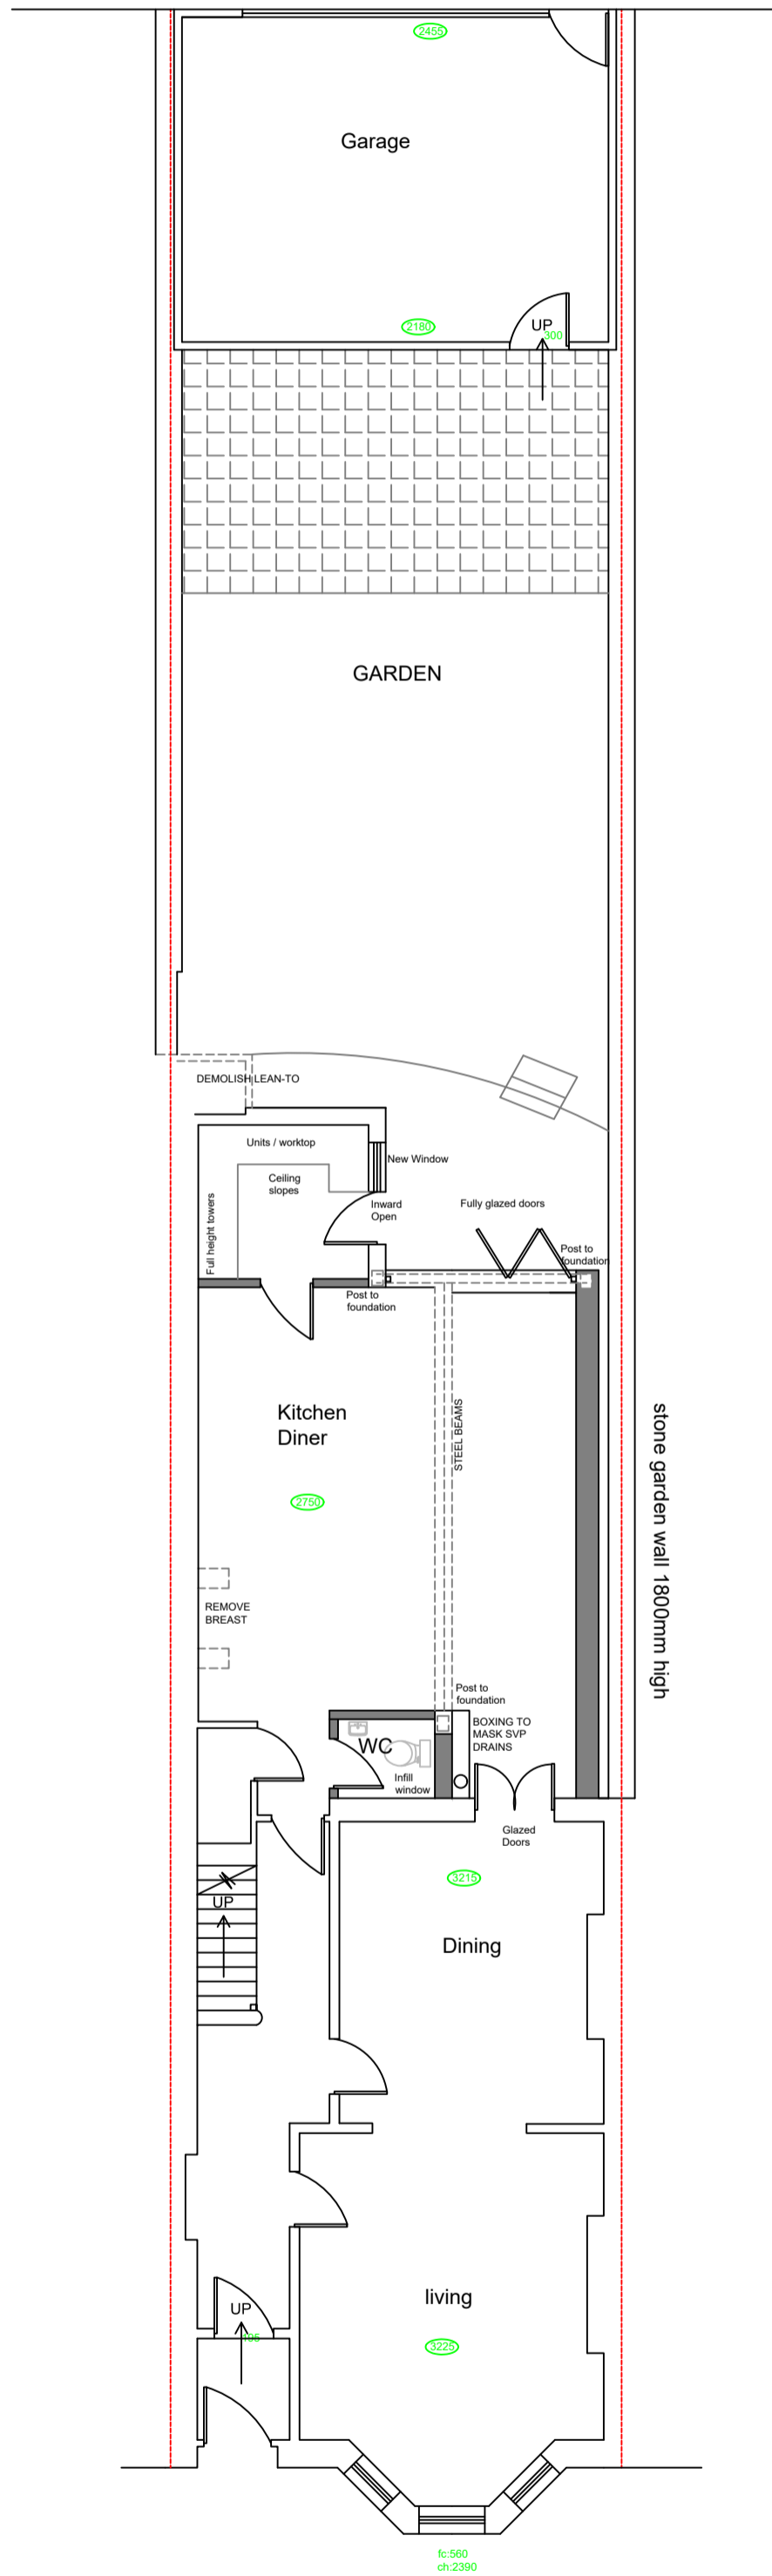 2455
Garage
2180
UP
300
GARDEN
DEMOLISH LEAN-TO
Units / worktop
New Window
Ceiling
slopes
Full height towers
Inward
Open
Fully glazed doors
Post to
foundation
Post to
foundation
Kitchen
Diner
STEEL BEAMS
stone garden wall 1800mm high
2750
REMOVE
BREAST
Post to
foundation
BOXING TO
MASK SVP
DRAINS
WC
Infill
window
Glazed
Doors
3215
UP
Dining
living
UP
195
3225
fc:560
ch:2390